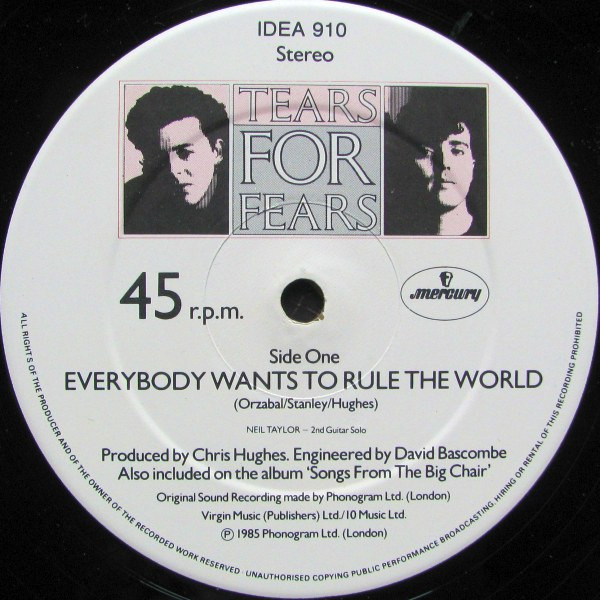 IDEA 910
Stereo
TEARS
FOR
FEARS
45 r.p.m.
mercury
Side One
EVERYBODY WANTS TO RULE THE WORLD
(Orzabal/Stanley/Hughes)
NEIL TAYLOR – 2nd Guitar Solo
Produced by Chris Hughes. Engineered by David Bascombe
Also included on the album ‘Songs From The Big Chair’
Original Sound Recording made by Phonogram Ltd. (London)
Virgin Music (Publishers) Ltd./10 Music Ltd.
℗ 1985 Phonogram Ltd. (London)
ALL RIGHTS OF THE PRODUCER AND OF THE OWNER OF THE RECORDED WORK RESERVED · UNAUTHORISED COPYING PUBLIC PERFORMANCE BROADCASTING, HIRING OR RENTAL OF THIS RECORDING PROHIBITED